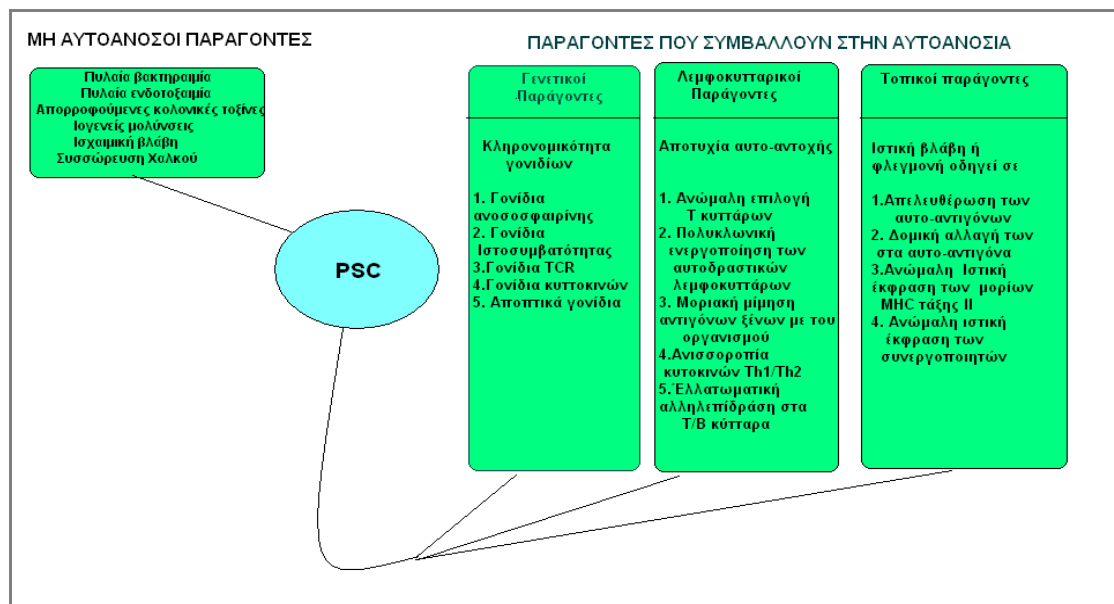 ΜΗ ΑΥΤΟΑΝΟΣΟΙ ΠΑΡΑΓΟΝΤΕΣ
Πυλαία βακτηραιμία
Πυλαία ενδοτοξαιμία
Απορροφούμενες κολονικές τοξίνες
Ιογενείς μολύνσεις
Ισχαιμική βλάβη
Συσσώρευση Χαλκού
PSC
ΠΑΡΑΓΟΝΤΕΣ ΠΟΥ ΣΥΜΒΑΛΛΟΥΝ ΣΤΗΝ ΑΥΤΟΑΝΟΣΙΑ
Γενετικοί
-Παράγοντες
Κληρονομικότητα
γονιδίων
1. Γονίδια
ανοσοσφαιρίνης
2. Γονίδια
Ιστοσυμβατότητας
3.Γονίδια TCR
4.Γονίδια κυττοκινών
5. Αποπτικά γονίδια
Λεμφοκυτταρικοί
Παράγοντες
Αποτυχία αυτο-αντοχής
1. Ανώμαλη επιλογή
Τ κυττάρων
2. Πολυκλωνική
ενεργοποίηση των
αυτοδραστικών
λεμφοκυττάρων
3. Μοριακή μίμηση
αντιγόνων ξένων με του
οργανισμού
4.Ανισσοροπία
κυτοκινών Th1/Th2
5.Έλλατωματική
αλληλεπίδράση στα
Τ/Β κύτταρα
Τοπικοί παράγοντες
Ιστική βλάβη ή
φλεγμονή οδηγεί σε
1.Απελευθέρωση των
αυτο-αντιγόνων
2. Δομική αλλαγή των
στα αυτο-αντιγόνα
3.Ανώμαλη Ιστική
έκφραση των μορίων
MHC τάξης II
4. Ανώμαλη ιστική
έκφραση των
συνεργοποιητών